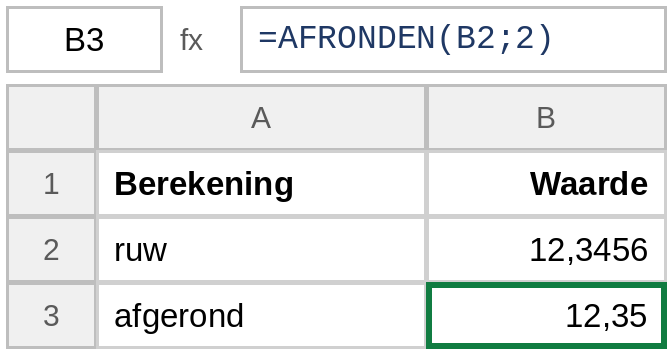 B3 fx =AFRONDEN(B2;2)
A B
1 Berekening Waarde
2 ruw 12,3456
3 afgerond 12,35